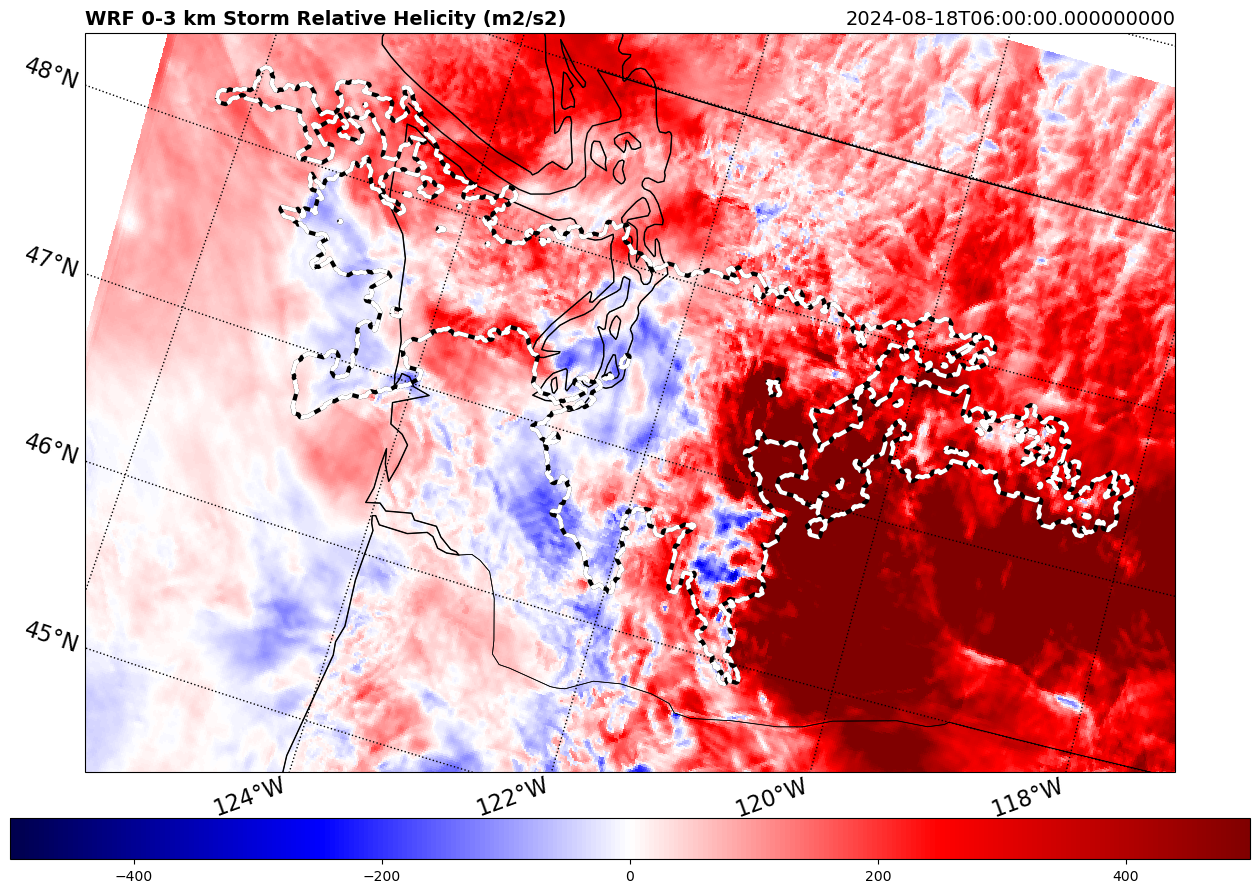 WRF 0-3 km Storm Relative Helicity (m2/s2)
2024-08-18T06:00:00.000000000
48°N
47°N
46°N
45°N
124°W
122°W
120°W
118°W
−400
−200
0
200
400